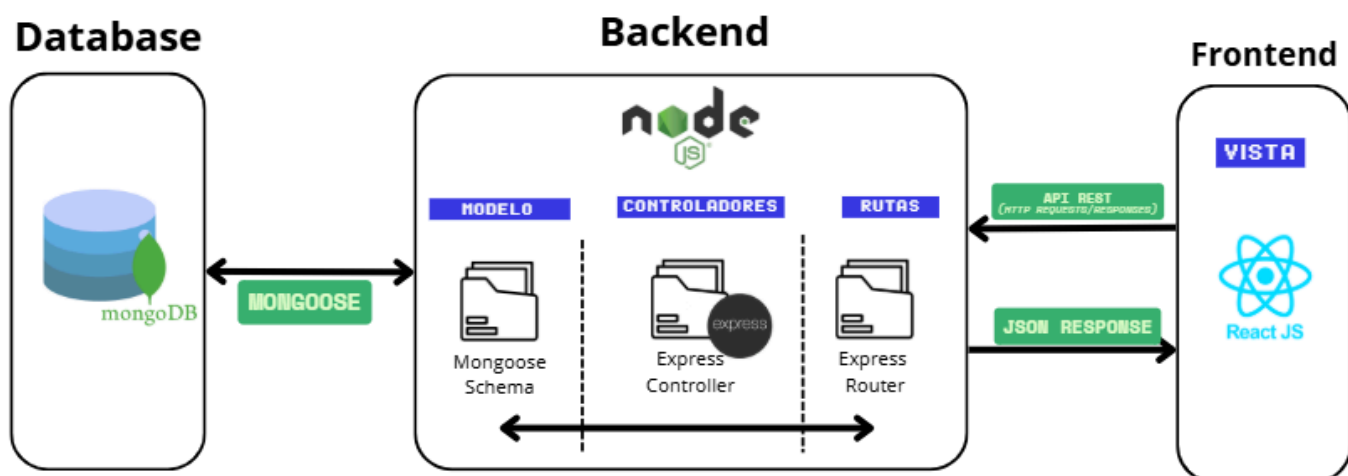 Database
Backend
Frontend
node
JS
VISTA
MODELO
CONTROLADORES
RUTAS
API REST
(HTTP REQUESTS/RESPONSES)
mongoDB
MONGOOSE
express
JSON RESPONSE
React JS
Mongoose
Schema
Express
Controller
Express
Router